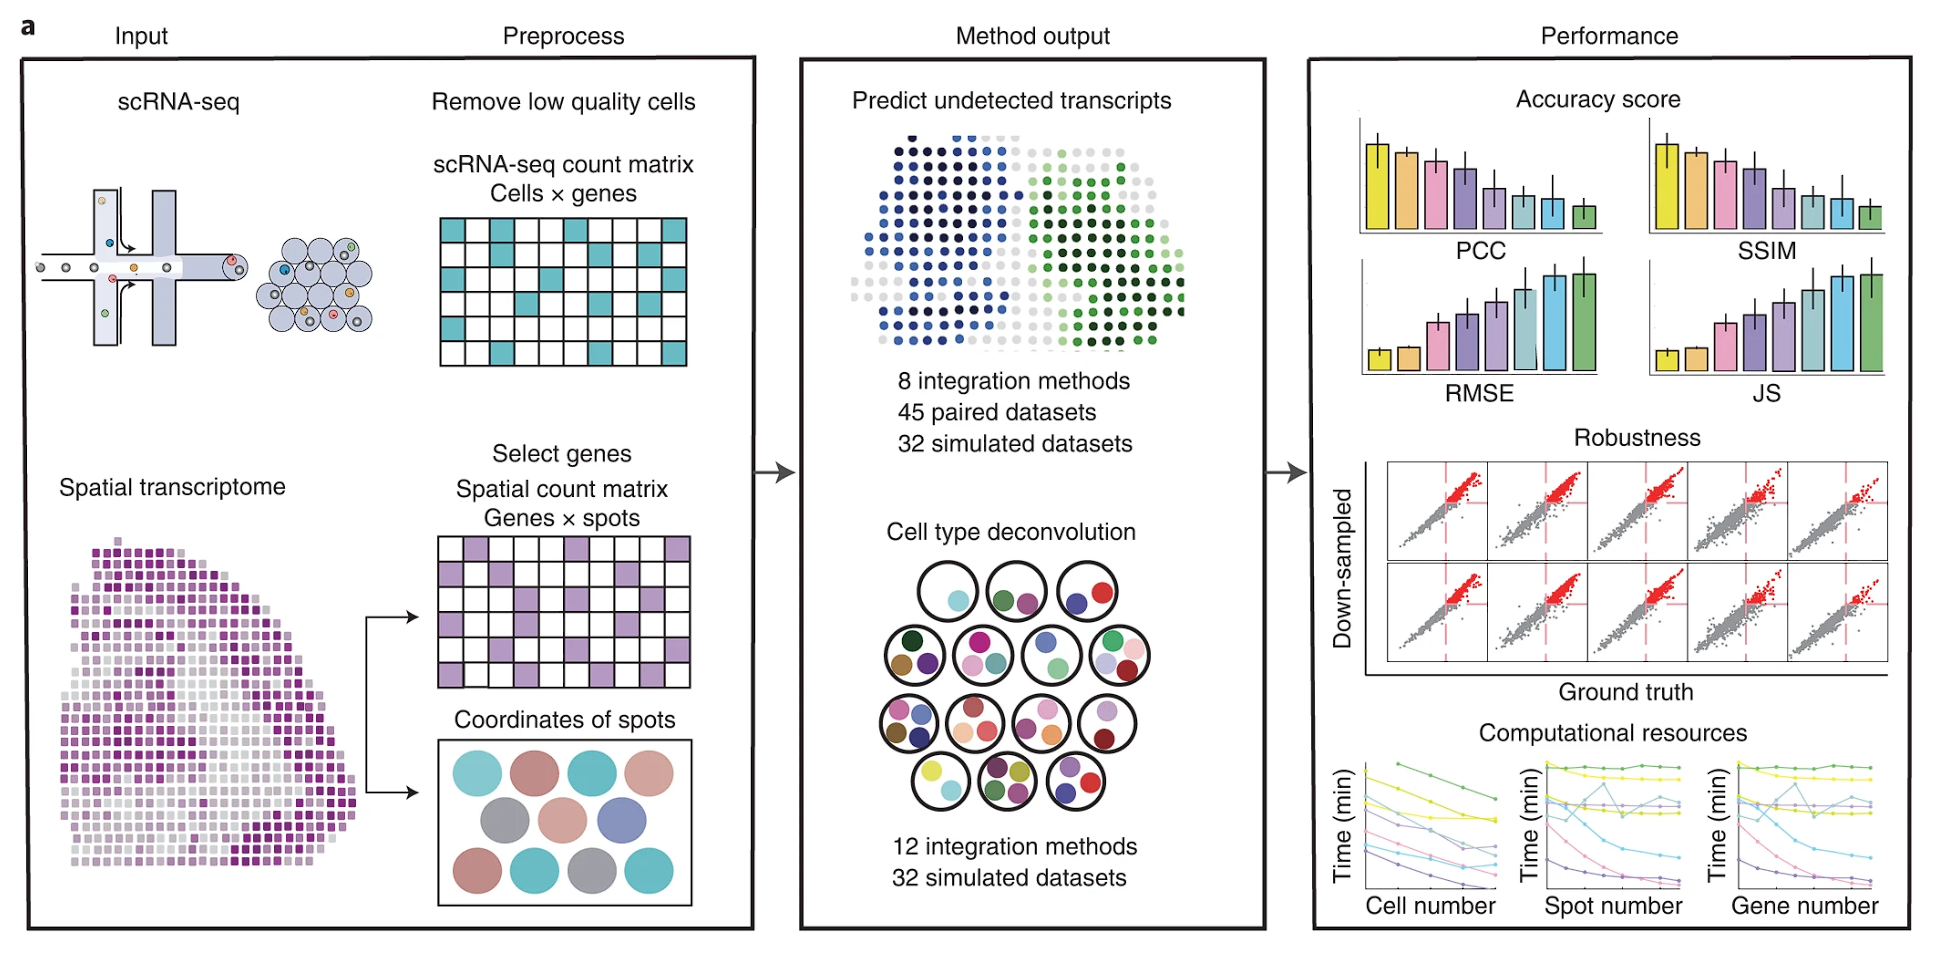 a
Input
Preprocess
Method output
Performance
scRNA-seq
Remove low quality cells
scRNA-seq count matrix
Cells × genes
Spatial transcriptome
Select genes
Spatial count matrix
Genes × spots
Coordinates of spots
Predict undetected transcripts
8 integration methods
45 paired datasets
32 simulated datasets
Cell type deconvolution
12 integration methods
32 simulated datasets
Accuracy score
PCC
SSIM
RMSE
JS
Robustness
Down-sampled
Ground truth
Computational resources
Time (min)
Cell number
Time (min)
Spot number
Time (min)
Gene number